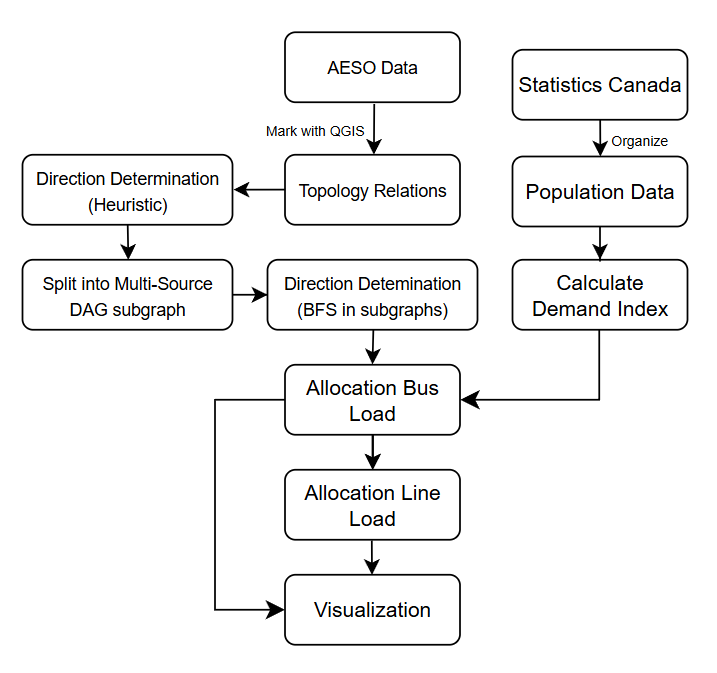 AESO Data
Statistics Canada
Mark with QGIS
Organize
Direction Determination
(Heuristic)
Topology Relations
Population Data
Split into Multi-Source
DAG subgraph
Direction Detemination
(BFS in subgraphs)
Calculate
Demand Index
Allocation Bus
Load
Allocation Line
Load
Visualization